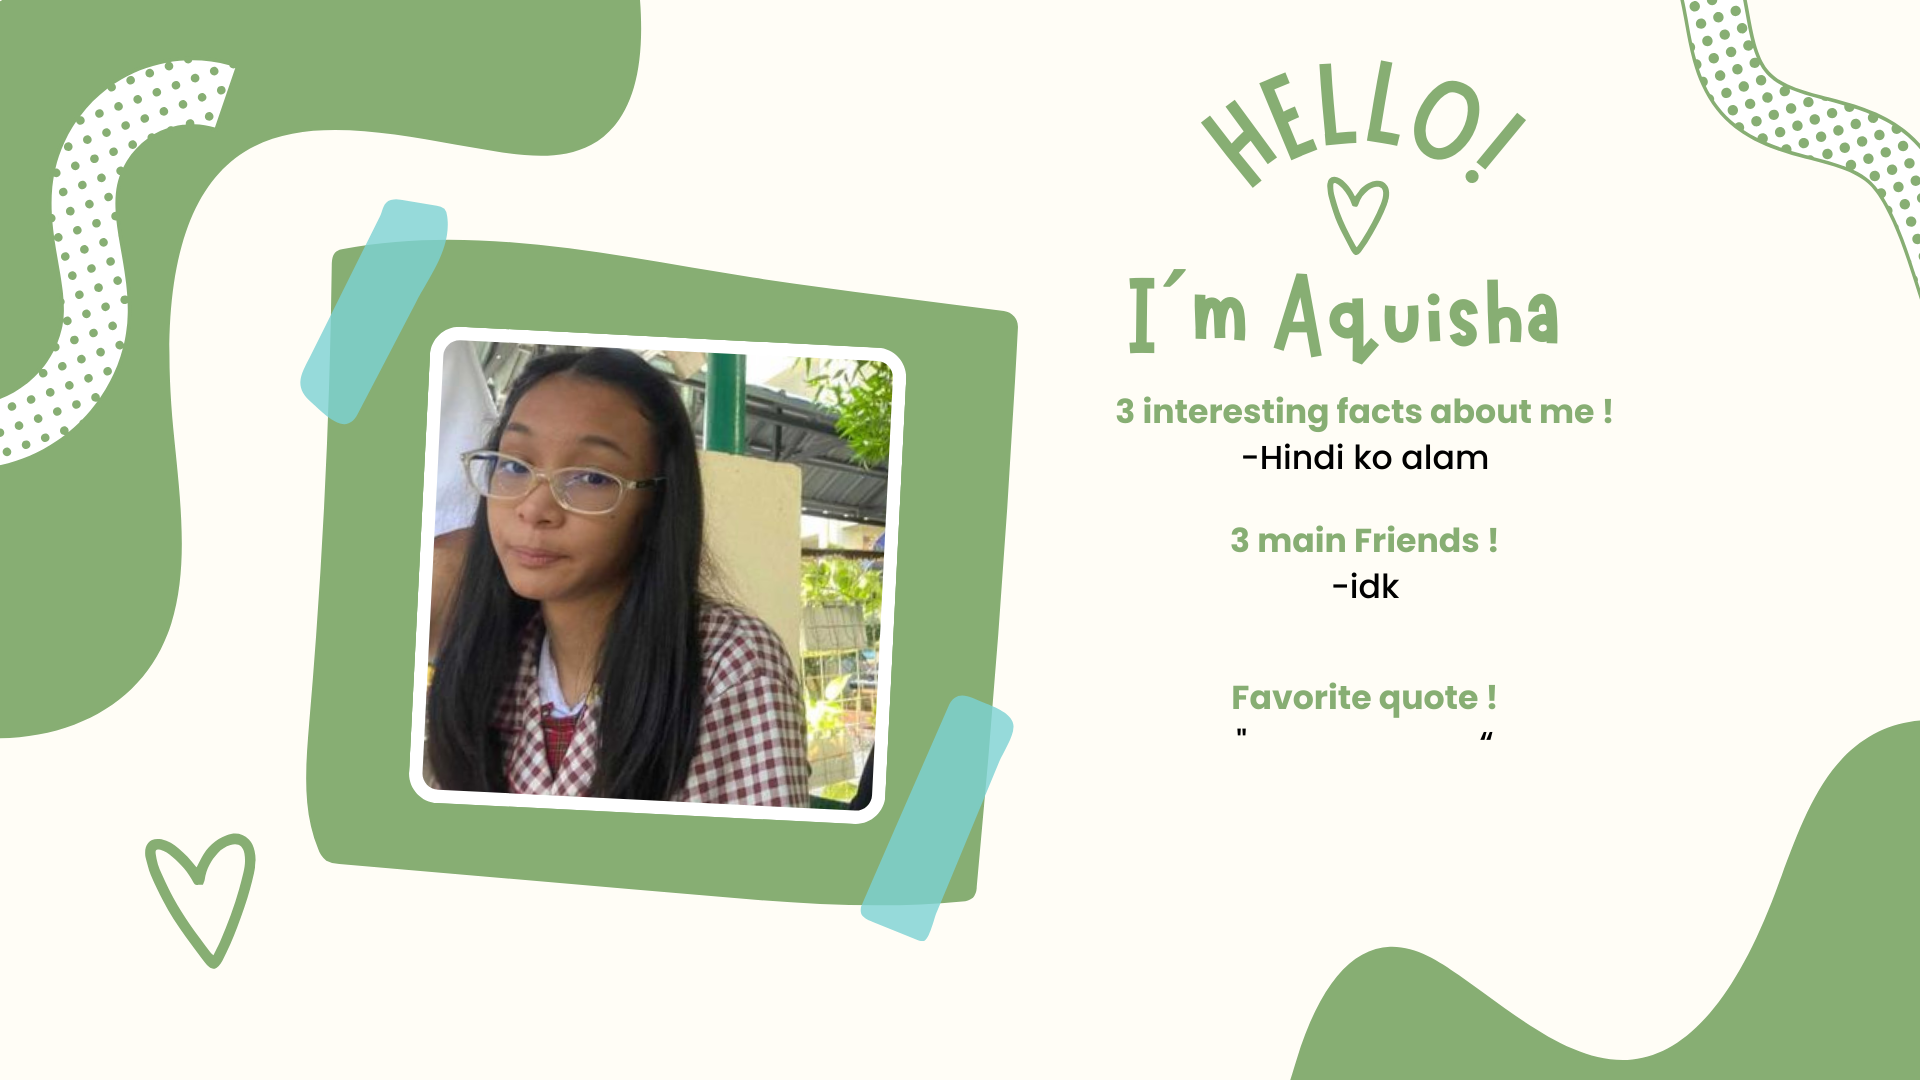 HELLO!
I´m Aquisha
3 interesting facts about me !
-Hindi ko alam
3 main Friends !
-idk
Favorite quote !
" “